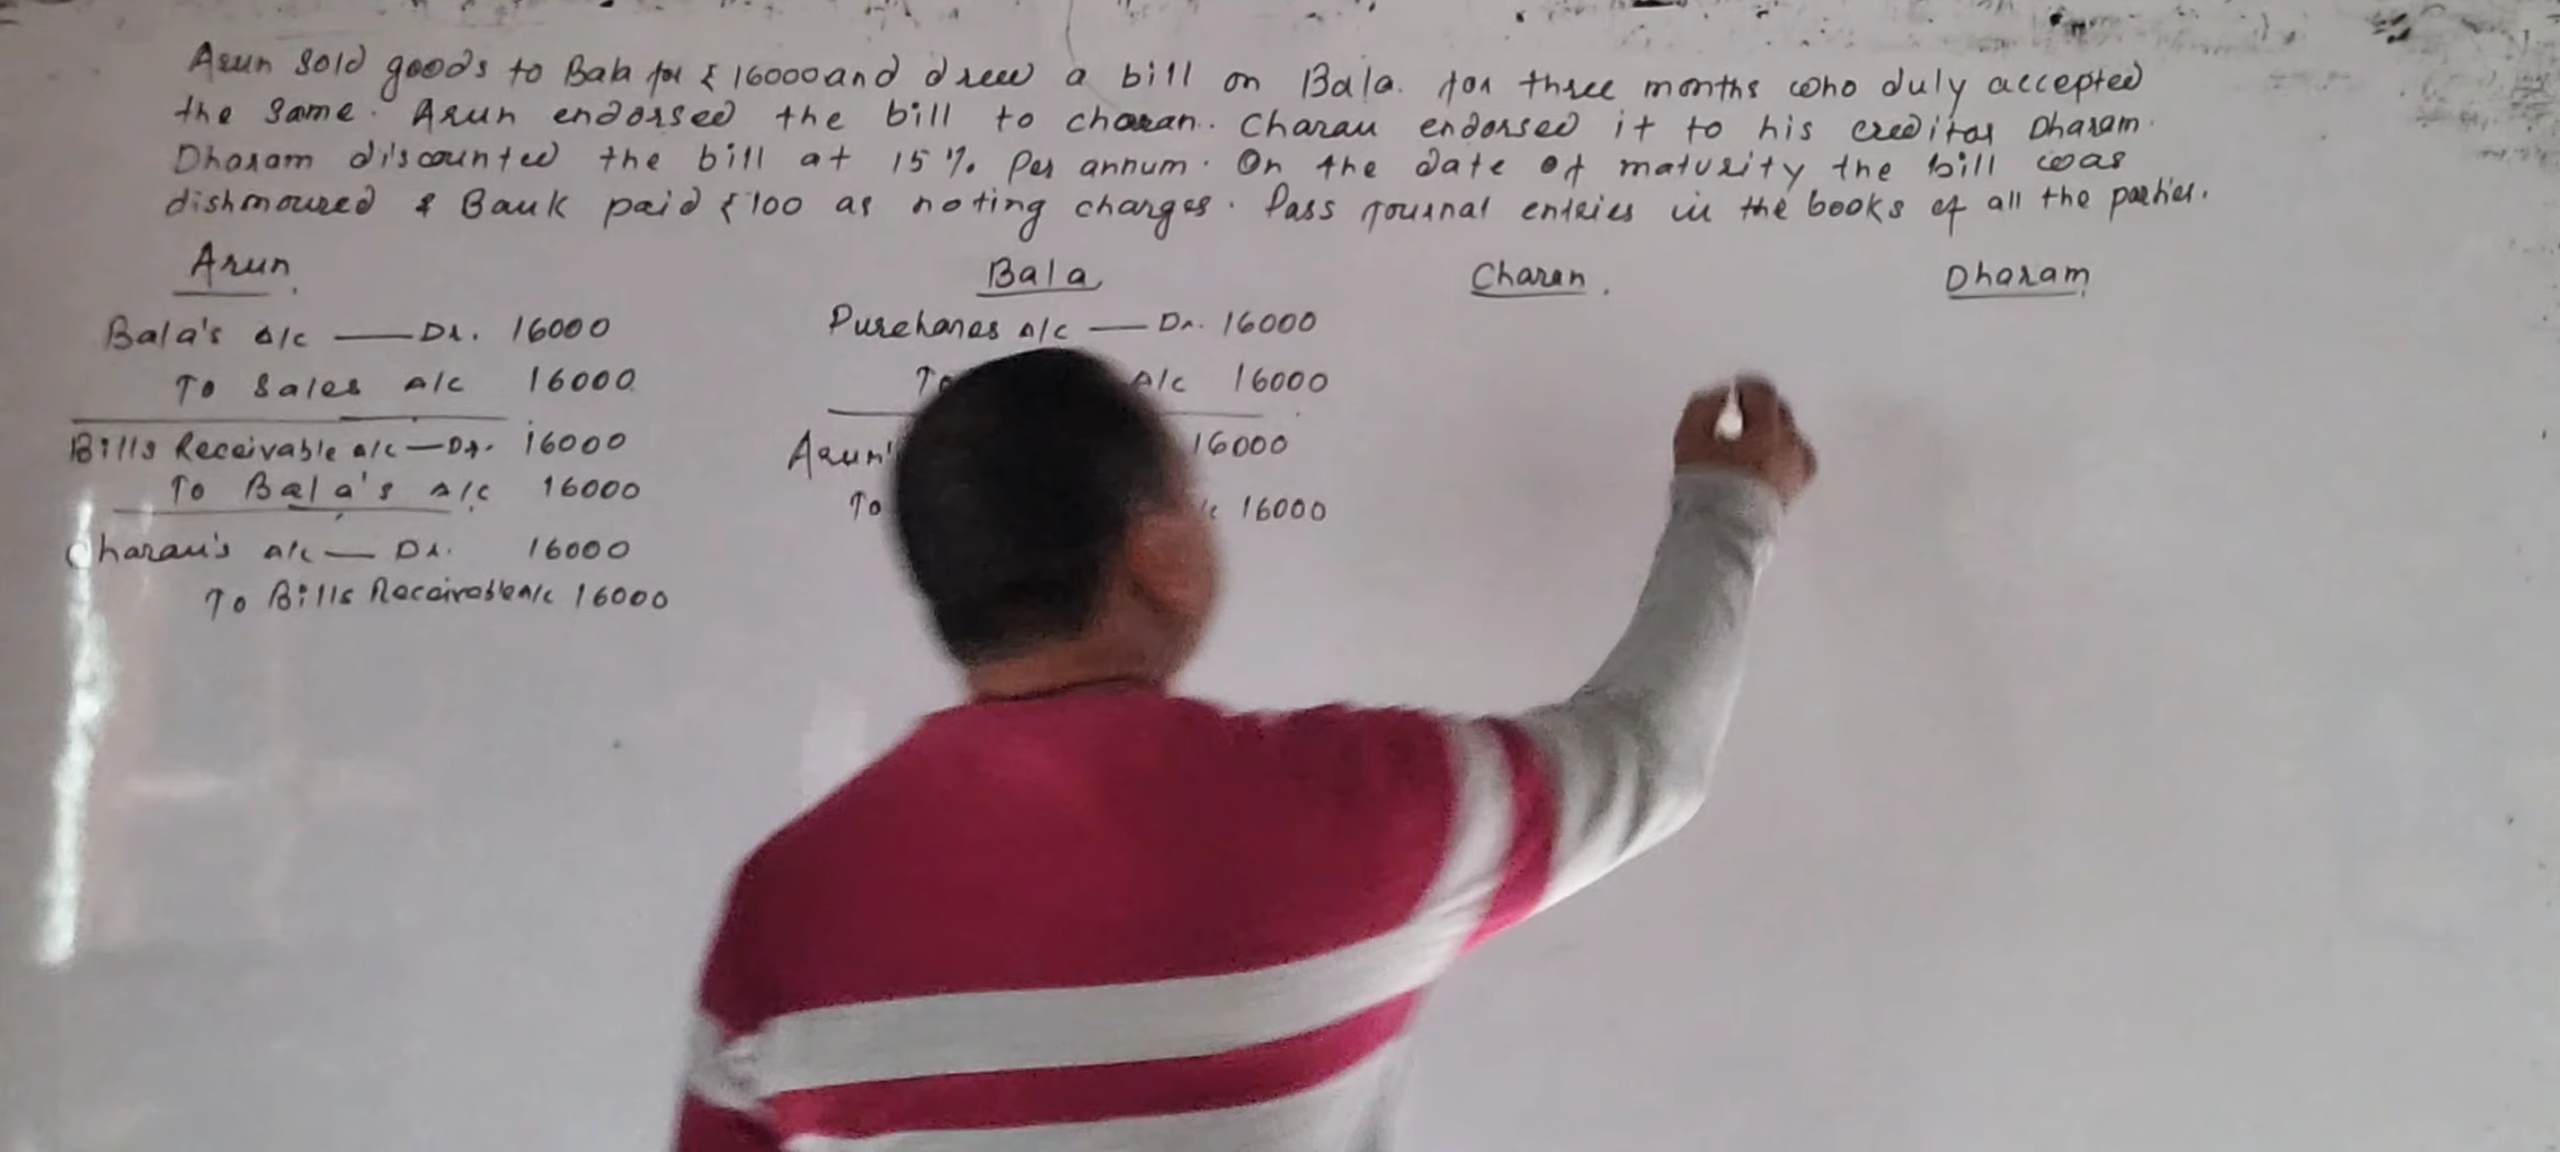 Arun sold goods to Bala for ₹ 16000 and drew a bill on Bala. for three months who duly accepted
the same. Arun endorsed the bill to charan. Charan endorsed it to his creditor Dharam.
Dharam discounted the bill at 15 %. Per annum. On the date of maturity the bill was
dishmoured & Bank paid ₹100 as noting charges. Pass journal entries in the books of all the parties.
Arun
Bala's A/c — Dr. 16000
To Sales A/c 16000
Bills Receivable a/c — Dr. 16000
To Bala's A/c 16000
Charan's a/c — Dr. 16000
To Bills Receivable A/c 16000
Bala
Purchases A/c — Dr. 16000
To A/c 16000
Arun' 16000
To 16000
Charan.
Dharam